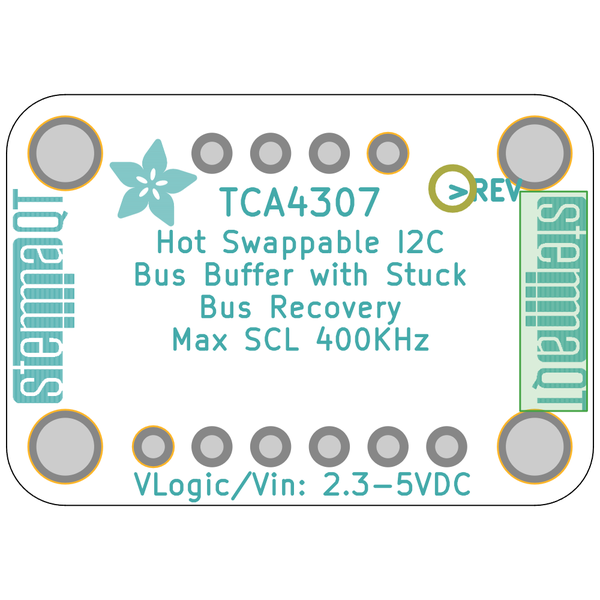 >REV
TCA4307
Hot Swappable I2C
Bus Buffer with Stuck
Bus Recovery
Max SCL 400KHz
VLogic/Vin: 2.3-5VDC
stemmaQT
stemmaQT